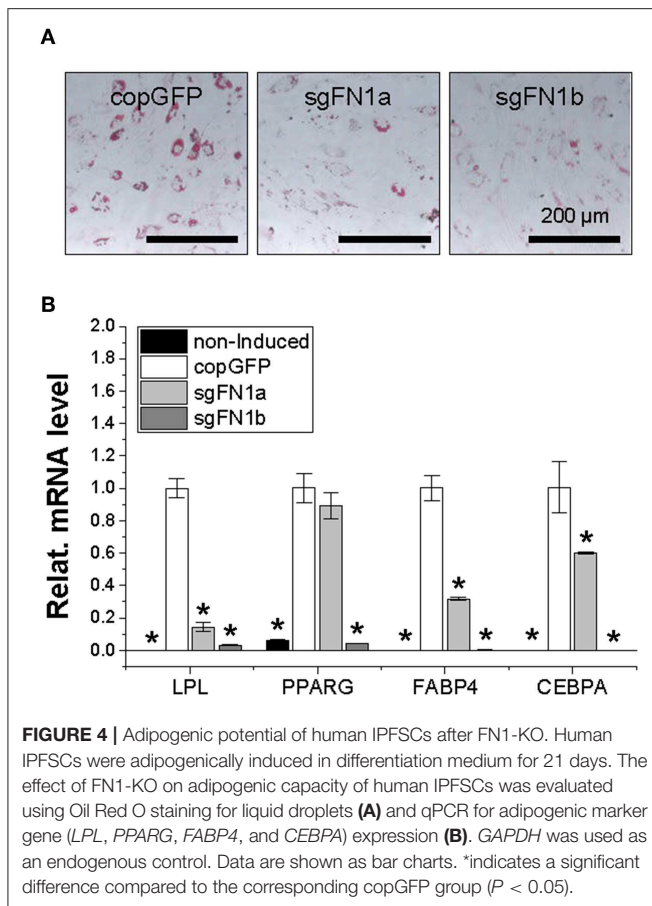 A
copGFP
sgFN1a
sgFN1b
200 µm
B
non-Induced
copGFP
sgFN1a
sgFN1b
Relat. mRNA level
2.0
1.8
1.6
1.4
1.2
1.0
0.8
0.6
0.4
0.2
0.0
* * * * * * * * * *
LPL PPARG FABP4 CEBPA
FIGURE 4 | Adipogenic potential of human IPFSCs after FN1-KO. Human
IPFSCs were adipogenically induced in differentiation medium for 21 days. The
effect of FN1-KO on adipogenic capacity of human IPFSCs was evaluated
using Oil Red O staining for liquid droplets (A) and qPCR for adipogenic marker
gene (LPL, PPARG, FABP4, and CEBPA) expression (B). GAPDH was used as
an endogenous control. Data are shown as bar charts. *indicates a significant
difference compared to the corresponding copGFP group (P < 0.05).